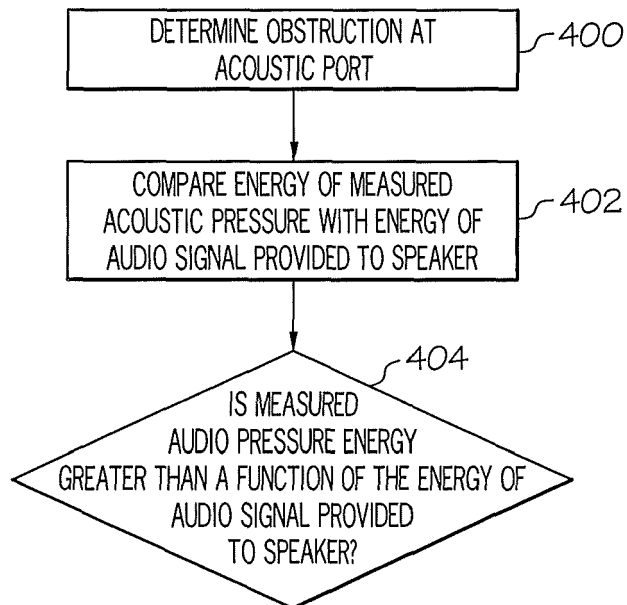 DETERMINE OBSTRUCTION AT
ACOUSTIC PORT
400
COMPARE ENERGY OF MEASURED
ACOUSTIC PRESSURE WITH ENERGY OF
AUDIO SIGNAL PROVIDED TO SPEAKER
402
404
IS MEASURED
AUDIO PRESSURE ENERGY
GREATER THAN A FUNCTION OF THE ENERGY OF
AUDIO SIGNAL PROVIDED
TO SPEAKER?